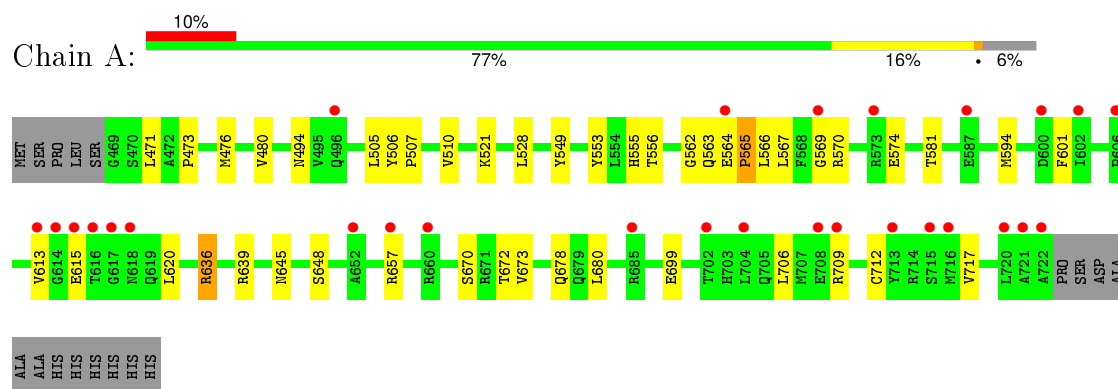 10%
Chain A:
77% 16% • 6%
MET SER PRO LEU SER G469 S470 L471 A472 P473 M476 V480 N494 V495 Q496 L505 Y506 P507 V510 K521 L528 Y549 Y553 L554 H555 T556 G562 Q563 E564 P565 L566 L567 F568 G569 R570 R573 E574 T581 E587 M594 D600 F601 I602
V613 G614 E615 T616 G617 N618 Q619 L620 R636 R639 N645 S648 A652 R657 R660 S670 R671 T672 V673 Q678 Q679 L680 R685 E699 T702 H703 L704 Q705 L706 M707 E708 R709 C712 Y713 R714 S715 M716 V717 L720 A721 A722 PRO SER ASP ALA
ALA ALA HIS HIS HIS HIS HIS HIS